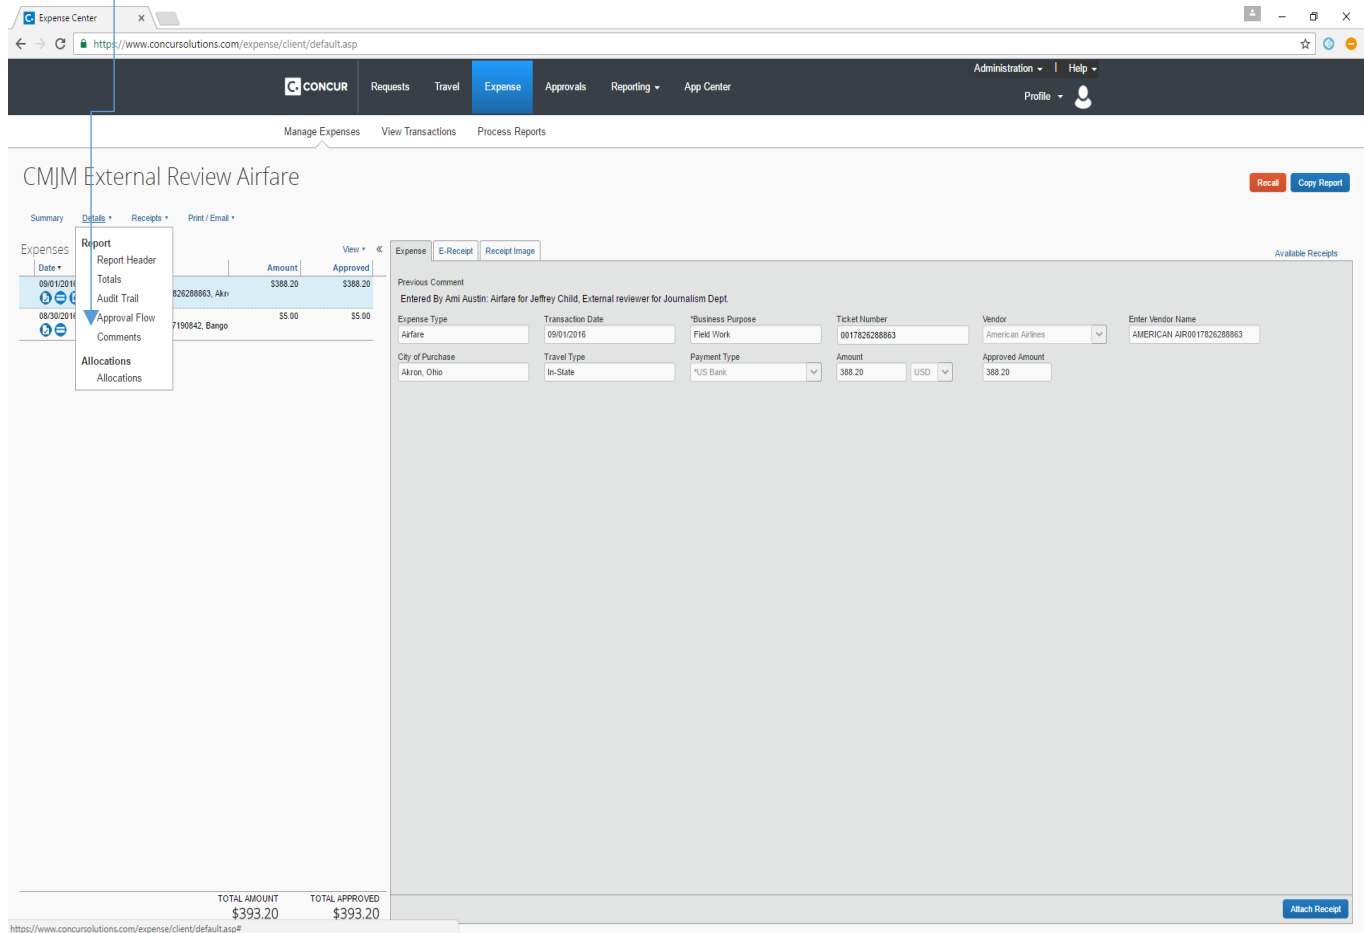 Expense Center
https://www.concursolutions.com/expense/client/default.asp
Administration | Help
C. CONCUR Requests Travel Expense Approvals Reporting App Center
Profile
Manage Expenses View Transactions Process Reports
CMJM External Review Airfare
Recall Copy Report
Summary Details Receipts Print / Email
Expenses View «
Date Amount Approved
09/01/2016 $388.20 $388.20
826288863, Akr
08/30/2016 $5.00 $5.00
7190842, Bango
Report
Report Header
Totals
Audit Trail
Approval Flow
Comments
Allocations
Allocations
Expense E-Receipt Receipt Image Available Receipts
Previous Comment
Entered By Ami Austin: Airfare for Jeffrey Child, External reviewer for Journalism Dept.
Expense Type Transaction Date *Business Purpose Ticket Number Vendor Enter Vendor Name
Airfare 09/01/2016 Field Work 0017826288863 American Airlines AMERICAN AIR0017826288863
City of Purchase Travel Type Payment Type Amount Approved Amount
Akron, Ohio In-State *US Bank 388.20 USD 388.20
TOTAL AMOUNT TOTAL APPROVED
$393.20 $393.20
Attach Receipt
https://www.concursolutions.com/expense/client/default.asp#